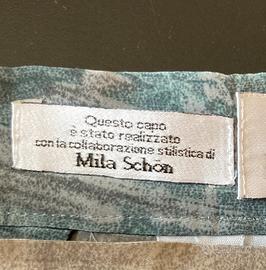 Questo capo
è stato realizzato
con la collaborazione stilistica di
Mila Schön